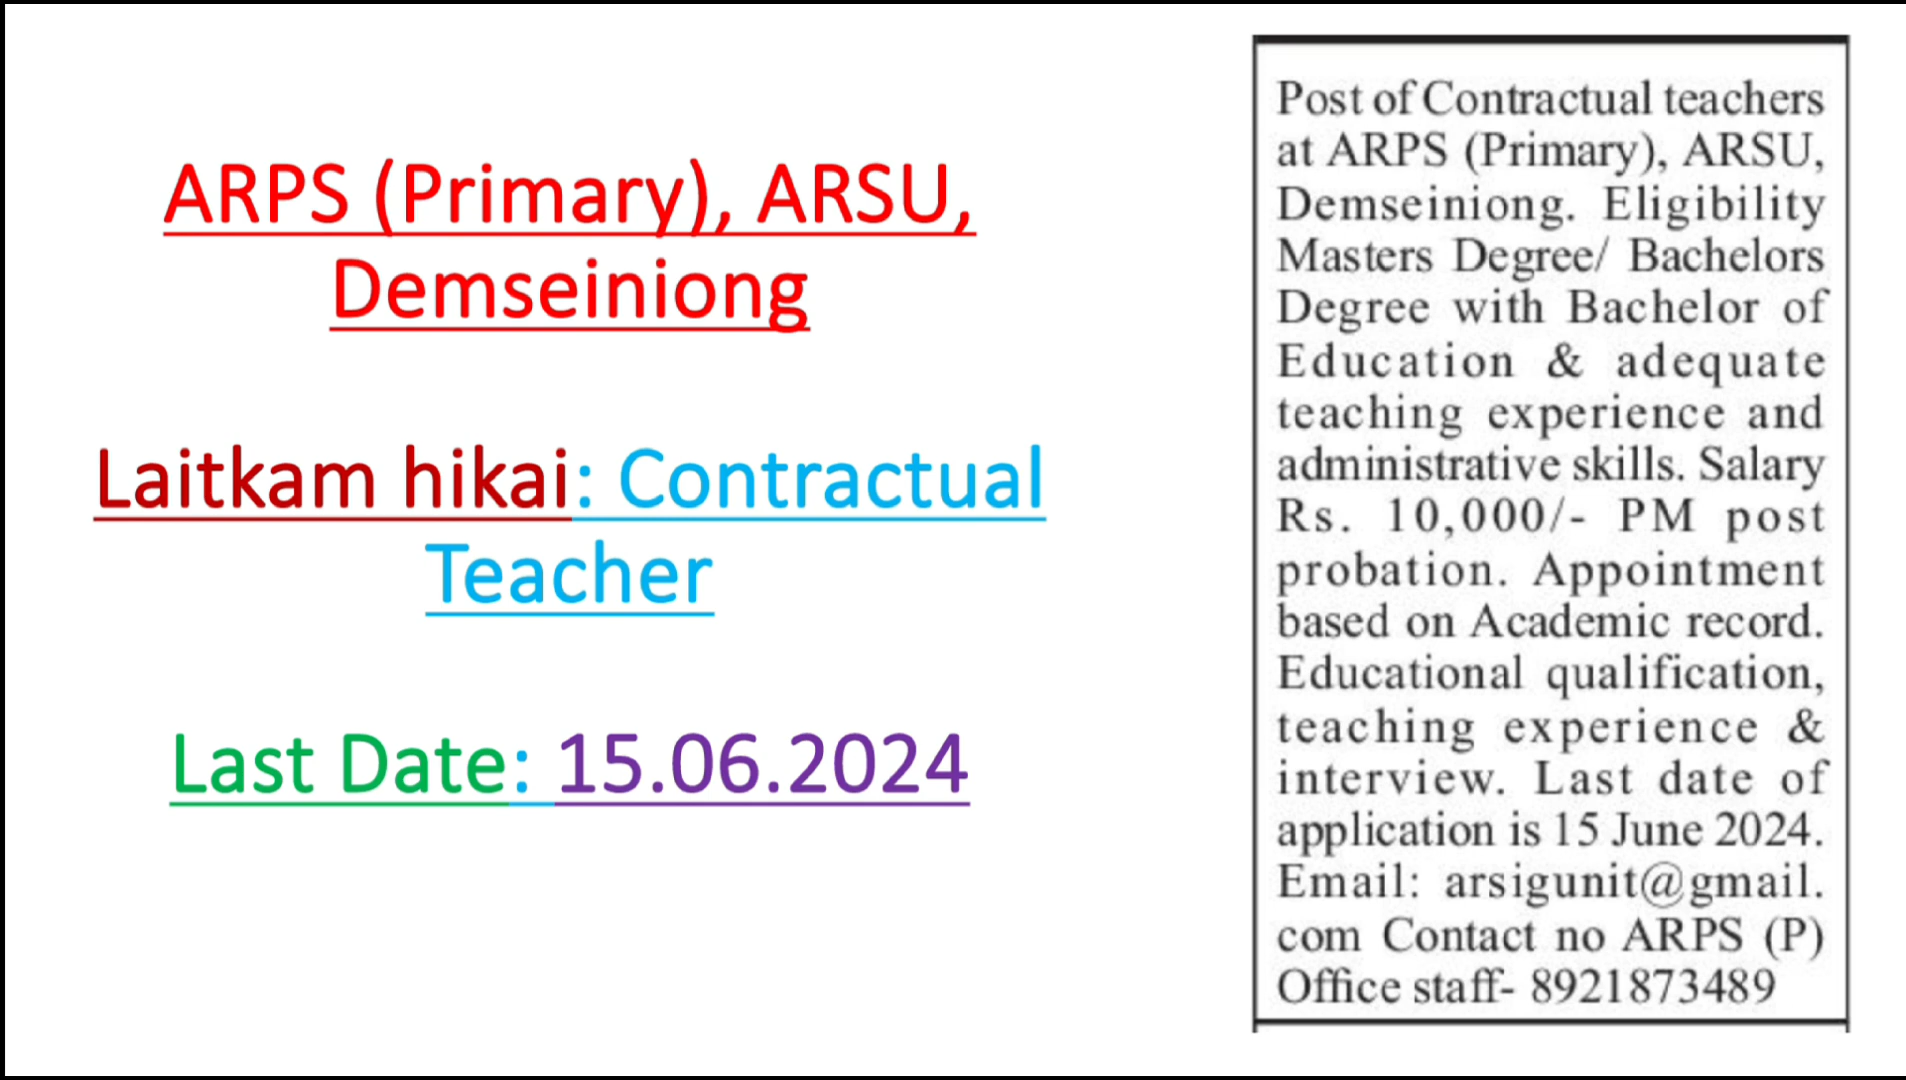 ARPS (Primary), ARSU,
Demseiniong
Laitkam hikai: Contractual
Teacher
Last Date: 15.06.2024
Post of Contractual teachers
at ARPS (Primary), ARSU,
Demseiniong. Eligibility
Masters Degree/ Bachelors
Degree with Bachelor of
Education & adequate
teaching experience and
administrative skills. Salary
Rs. 10,000/- PM post
probation. Appointment
based on Academic record.
Educational qualification,
teaching experience &
interview. Last date of
application is 15 June 2024.
Email: arsigunit@gmail.
com Contact no ARPS (P)
Office staff- 8921873489